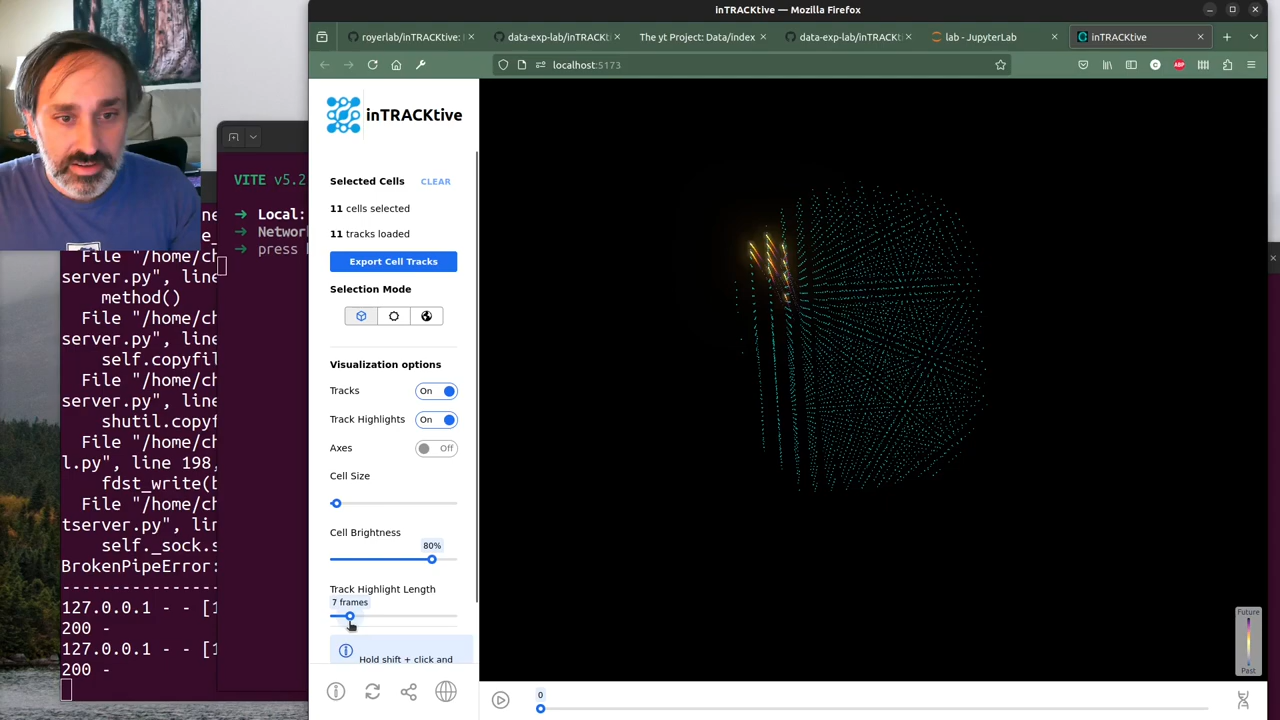 inTRACKtive — Mozilla Firefox
royerlab/inTRACKtive:
data-exp-lab/inTRACKti
The yt Project: Data/index
data-exp-lab/inTRACKti
lab - JupyterLab
inTRACKtive
localhost:5173
ABP
inTRACKtive
Selected Cells CLEAR
11 cells selected
11 tracks loaded
Export Cell Tracks
Selection Mode
Visualization options
Tracks On
Track Highlights On
Axes Off
Cell Size
Cell Brightness
80%
Track Highlight Length
7 frames
Hold shift + click and
0
Future
Past
VITE v5.2
➜ Local:
➜ Networ
➜ press
File "/home/ch
server.py", line
method()
File "/home/ch
server.py", line
self.copyfil
File "/home/ch
server.py", line
shutil.copyf
File "/home/ch
l.py", line 198,
fdst_write(b
File "/home/ch
tserver.py", lin
self._sock.s
BrokenPipeError:
----------------
127.0.0.1 - - [1
200 -
127.0.0.1 - - [1
200 -